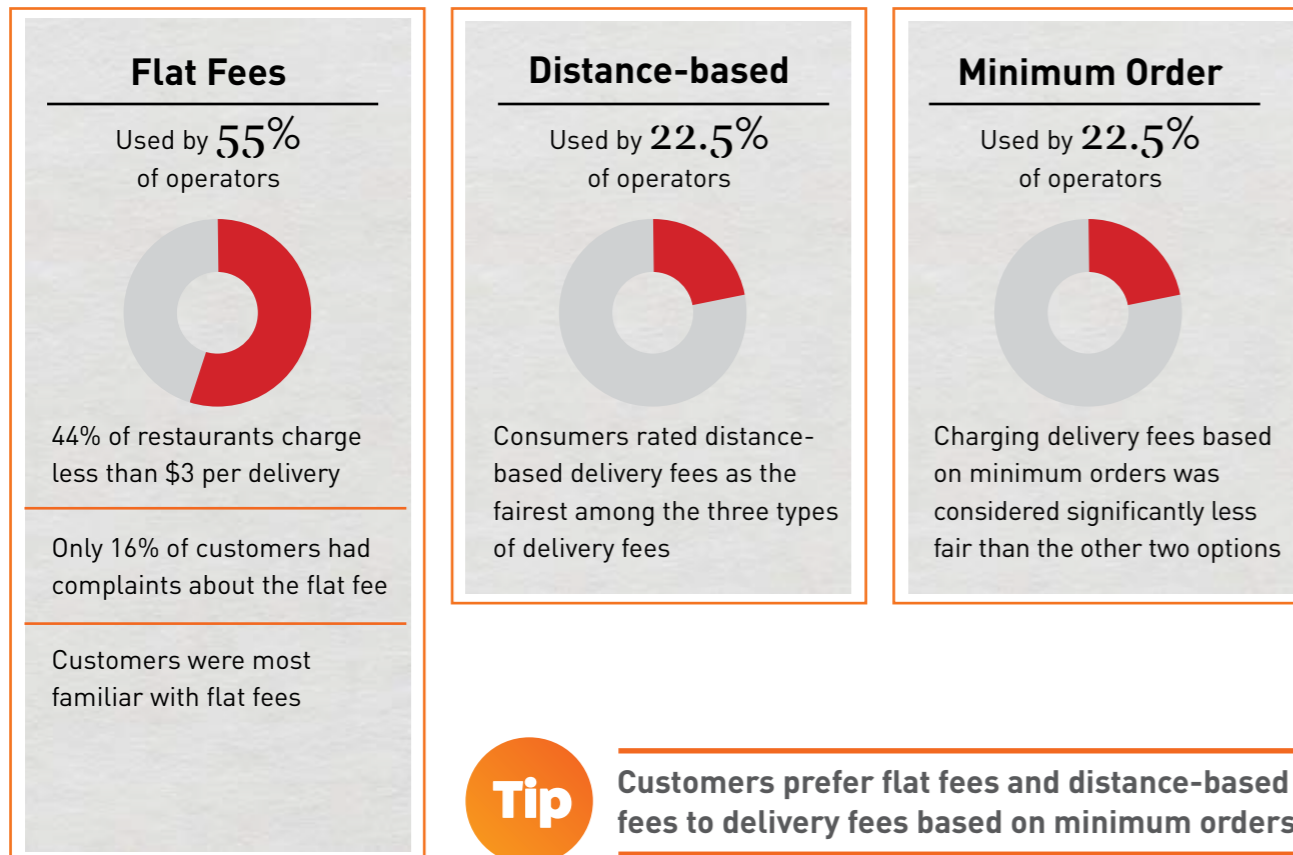 Flat Fees
Used by 55%
of operators
44% of restaurants charge
less than $3 per delivery
Only 16% of customers had
complaints about the flat fee
Customers were most
familiar with flat fees
Distance-based
Used by 22.5%
of operators
Consumers rated distance-
based delivery fees as the
fairest among the three types
of delivery fees
Minimum Order
Used by 22.5%
of operators
Charging delivery fees based
on minimum orders was
considered significantly less
fair than the other two options
Tip
Customers prefer flat fees and distance-based
fees to delivery fees based on minimum orders